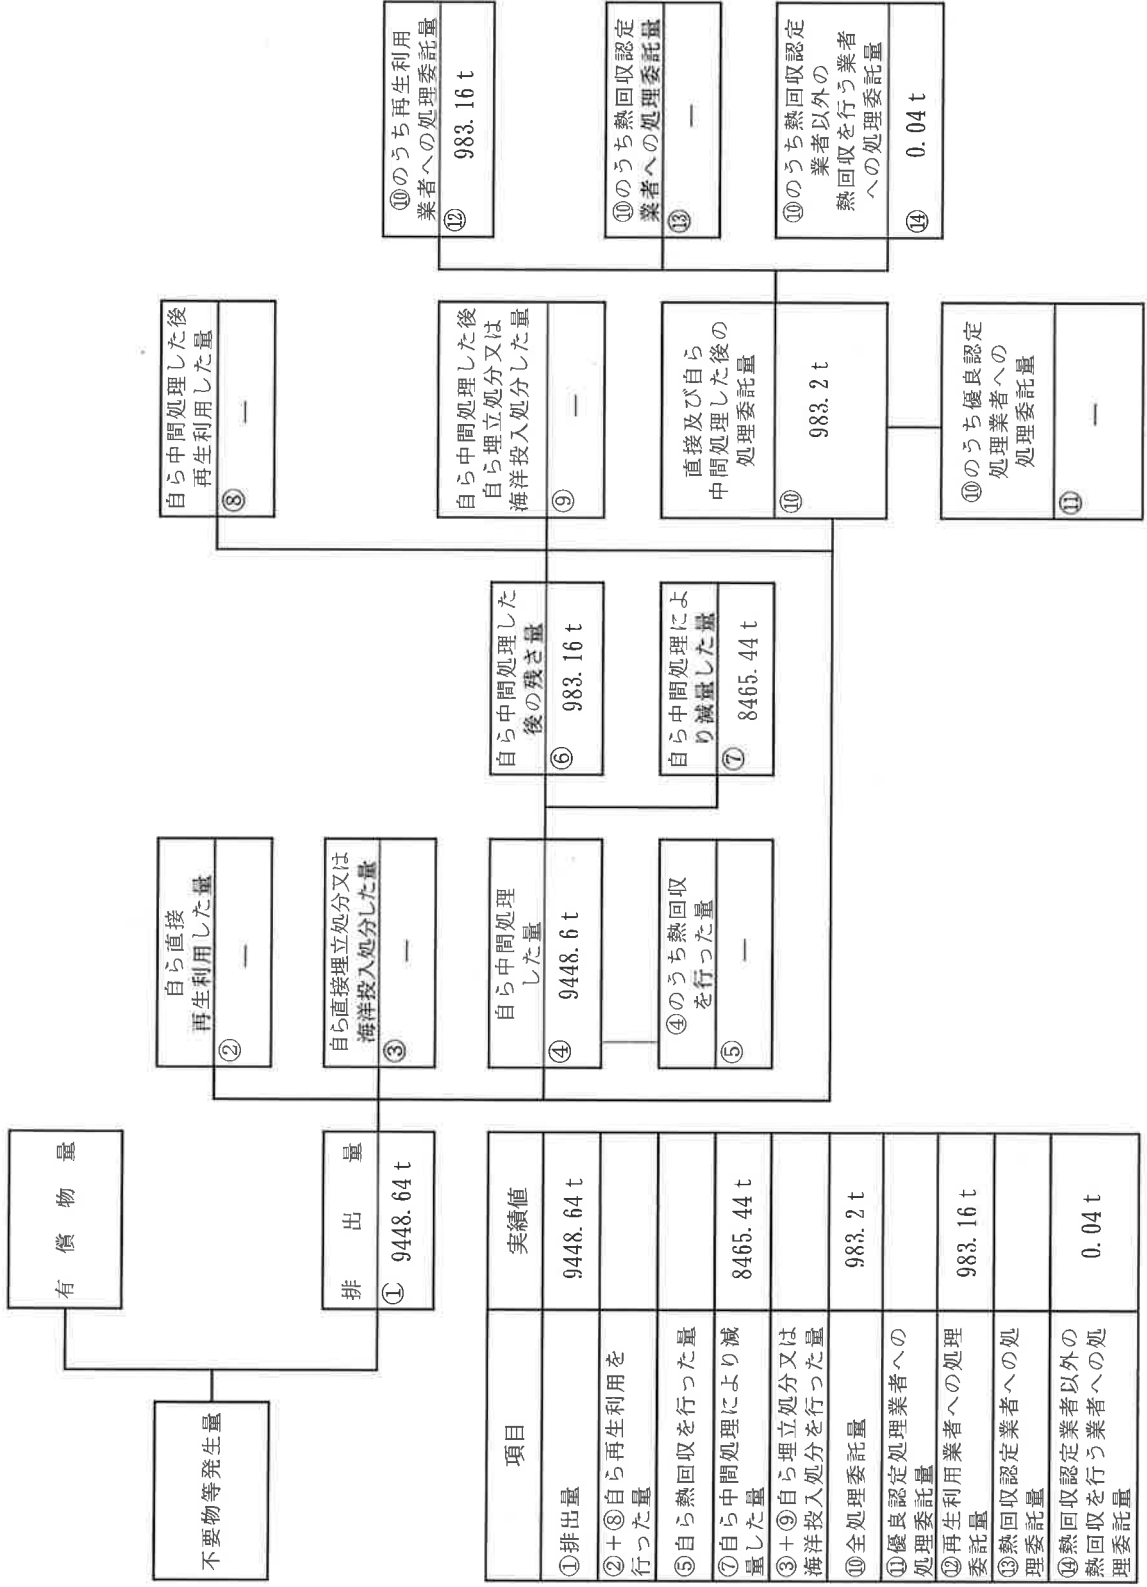 不要物等発生量
有償物量
排出量
① 9448.64t
自ら直接
再生利用した量
②
―
自ら直接埋立処分又は
海洋投入処分した量
③
―
自ら中間処理
した量
④ 9448.6t
④のうち熱回収
を行った量
⑤
―
自ら中間処理した
後の残さ量
⑥ 983.16t
自ら中間処理によ
り減量した量
⑦ 8465.44t
自ら中間処理した後
再生利用した量
⑧
―
自ら中間処理した後
自ら埋立処分又は
海洋投入処分した量
⑨
―
直接及び自ら
中間処理した後の
処理委託量
⑩ 983.2t
⑩のうち優良認定
処理業者への
処理委託量
⑪
―
⑩のうち再生利用
業者への処理委託量
⑫ 983.16t
⑩のうち熱回収認定
業者への処理委託量
⑬
―
⑩のうち熱回収認定
業者以外の
熱回収を行う業者
への処理委託量
⑭ 0.04t
項目 実績値
①排出量 9448.64t
②+⑧自ら再生利用を
行った量
⑤自ら熱回収を行った量
⑦自ら中間処理により減
量した量 8465.44t
③+⑨自ら埋立処分又は
海洋投入処分を行った量
⑩全処理委託量 983.2t
⑪優良認定処理業者への
処理委託量
⑫再生利用業者への処理
委託量 983.16t
⑬熱回収認定業者への処
理委託量
⑭熱回収認定業者以外の
熱回収を行う業者への処
理委託量 0.04t